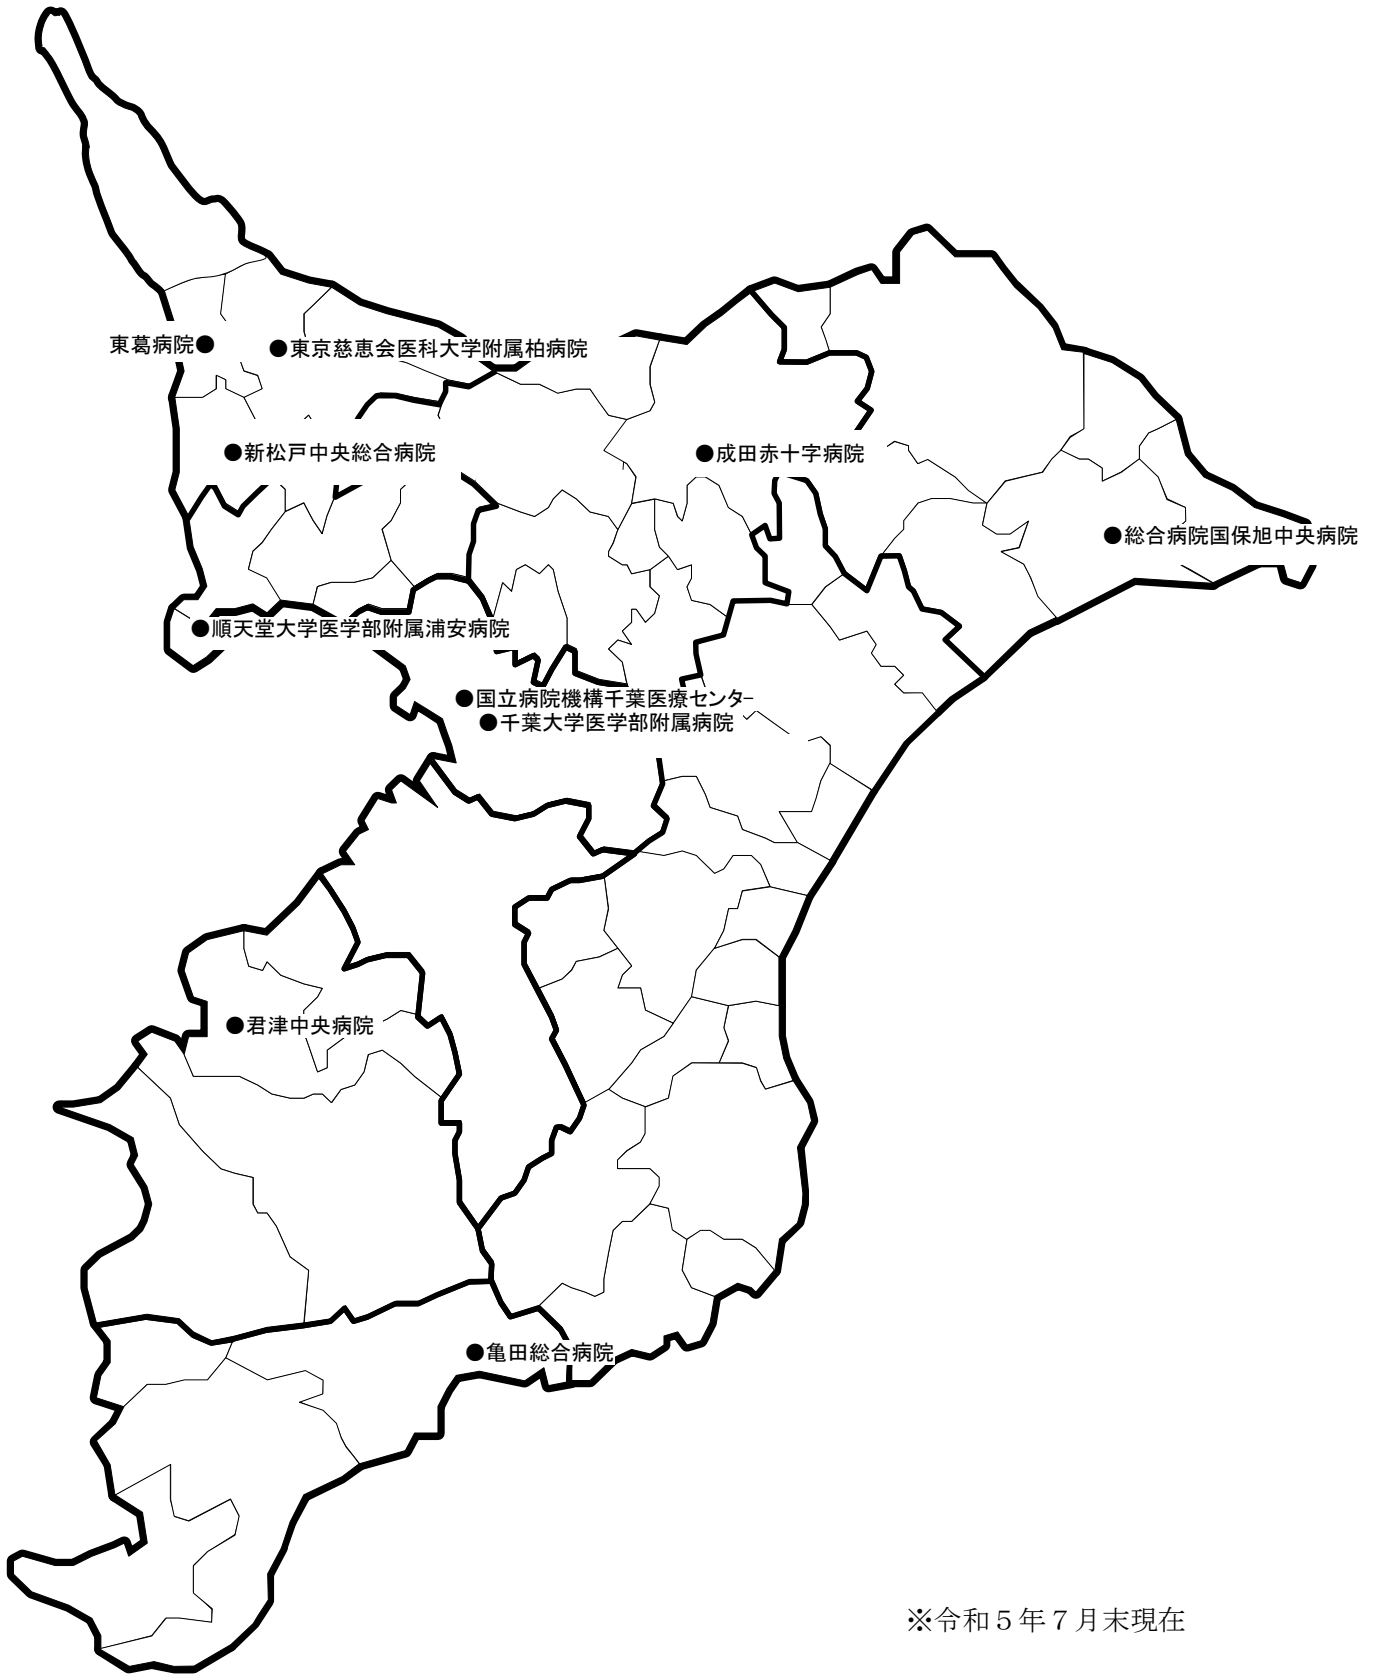 東葛病院●
●東京慈恵会医科大学附属柏病院
●新松戸中央総合病院
●成田赤十字病院
●総合病院国保旭中央病院
●順天堂大学医学部附属浦安病院
●国立病院機構千葉医療センター
●千葉大学医学部附属病院
●君津中央病院
●亀田総合病院
※令和５年７月末現在